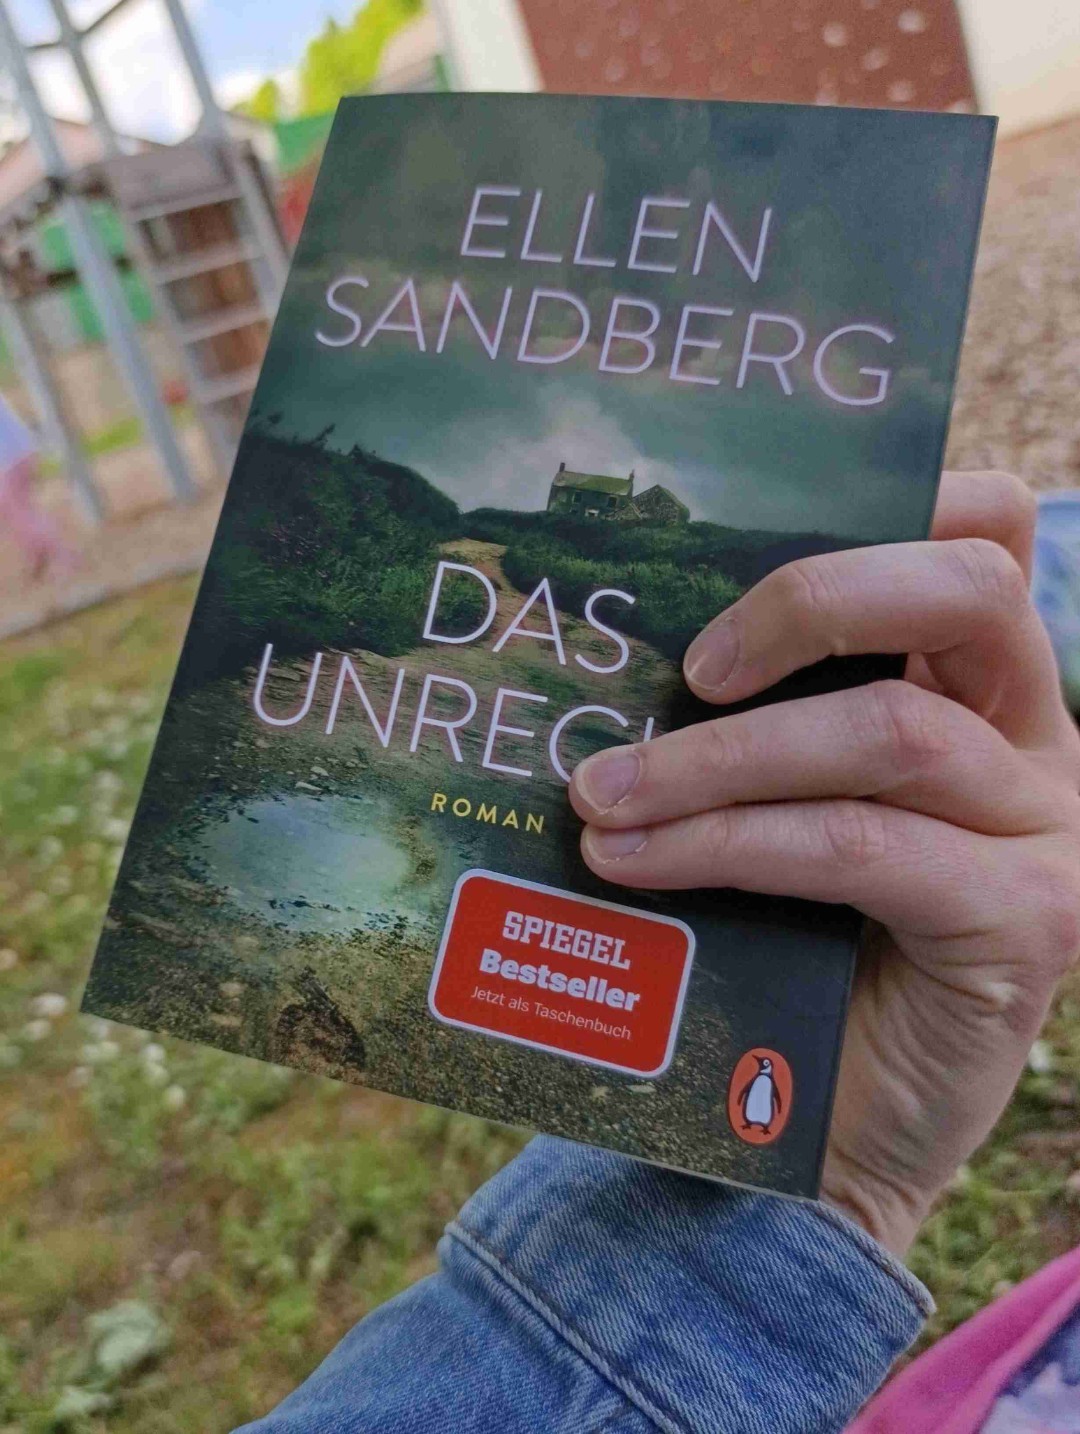 ELLEN
SANDBERG
DAS
UNREC
ROMAN
SPIEGEL
Bestseller
Jetzt als Taschenbuch